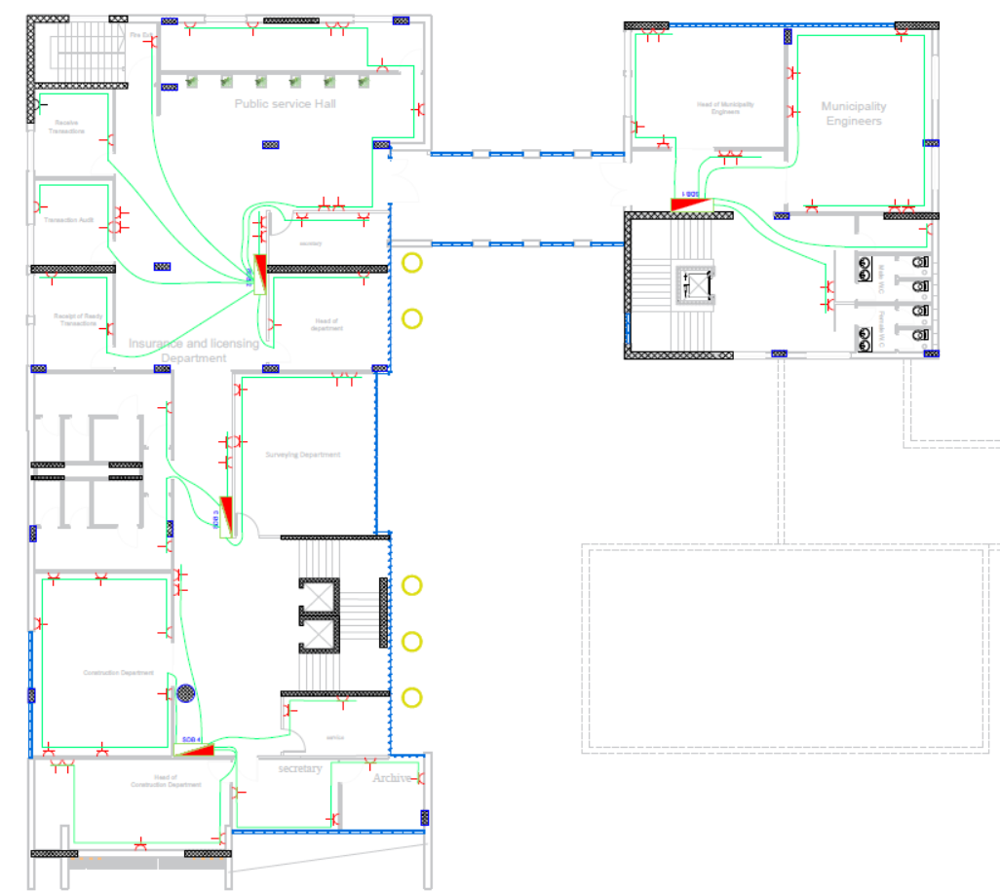 Fire Exit
Public service Hall
Receive
Transactions
Transaction Audit
secretary
Receipt of Ready
Transactions
Insurance and licensing
Department
Head of
department
Surveying Department
SDB 3
Construction Department
SDB 4
service
Head of
Construction Department
secretary
Archive
Head of Municipality
Engineers
Municipality
Engineers
SDB 1
Male W.C
Female W.C